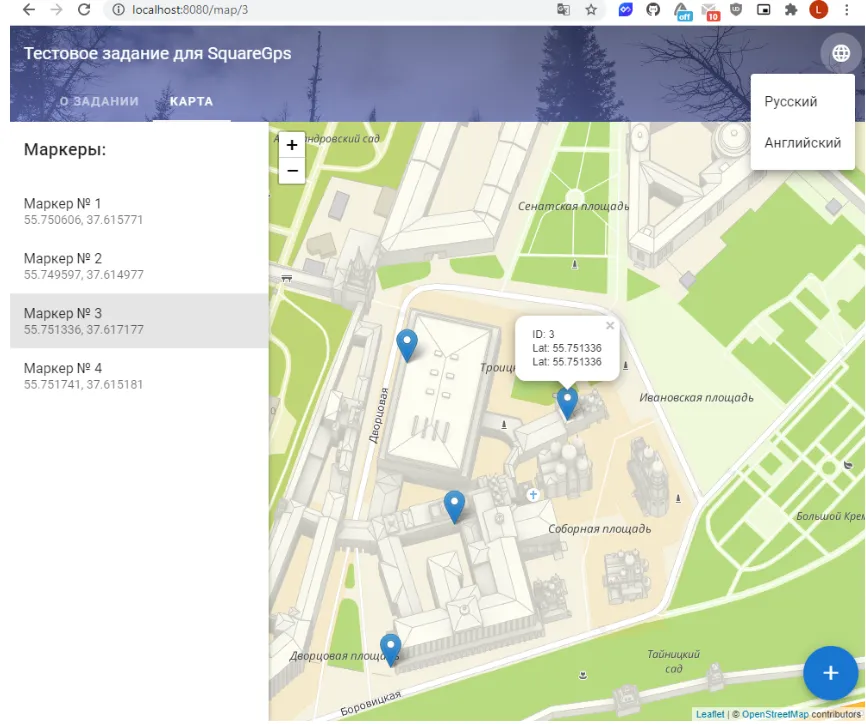 localhost:8080/map/3
off
10
L
Тестовое задание для SquareGps
О ЗАДАНИИ
КАРТА
Русский
Английский
Маркеры:
Маркер № 1
55.750606, 37.615771
Маркер № 2
55.749597, 37.614977
Маркер № 3
55.751336, 37.617177
Маркер № 4
55.751741, 37.615181
+
−
ндровский сад
Сенатская площадь
ID: 3
Lat: 55.751336
Lat: 55.751336
Троиц
Ивановская площадь
Дворцовая
Соборная площадь
Большой Крем
Дворцовая площадь
Тайницкий
сад
Боровицкая
+
Leaflet | © OpenStreetMap contributors